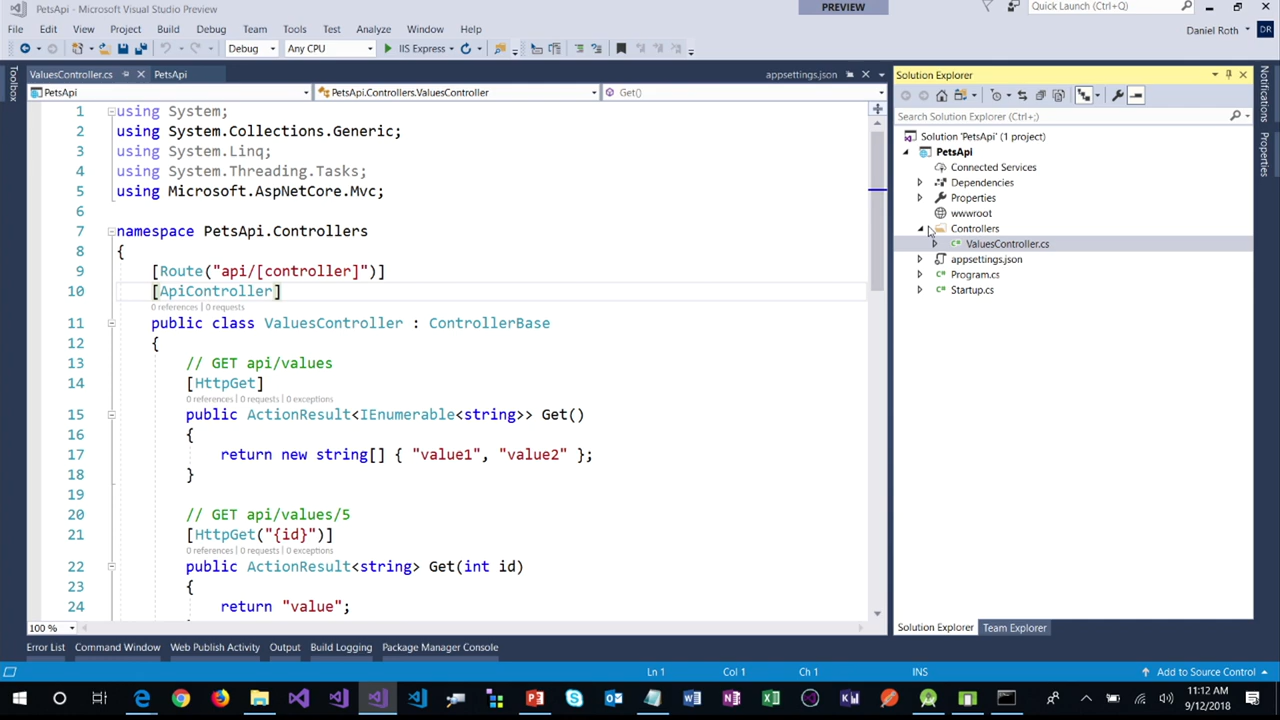 PetsApi - Microsoft Visual Studio Preview
PREVIEW
Quick Launch (Ctrl+;)
File Edit View Project Build Debug Team Tools Test Analyze Window Help
Daniel Roth
DR
Debug
Any CPU
IIS Express
Toolbox
ValuesController.cs
PetsApi
appsettings.json
PetsApi
PetsApi.Controllers.ValuesController
Get()
1 using System;
2 using System.Collections.Generic;
3 using System.Linq;
4 using System.Threading.Tasks;
5 using Microsoft.AspNetCore.Mvc;
6
7 namespace PetsApi.Controllers
8 {
9 [Route("api/[controller]")]
10 [ApiController]
0 references | 0 requests
11 public class ValuesController : ControllerBase
12 {
13 // GET api/values
14 [HttpGet]
0 references | 0 requests | 0 exceptions
15 public ActionResult<IEnumerable<string>> Get()
16 {
17 return new string[] { "value1", "value2" };
18 }
19
20 // GET api/values/5
21 [HttpGet("{id}")]
0 references | 0 requests | 0 exceptions
22 public ActionResult<string> Get(int id)
23 {
24 return "value";
100 %
Solution Explorer
Search Solution Explorer (Ctrl+;)
Solution 'PetsApi' (1 project)
PetsApi
Connected Services
Dependencies
Properties
wwwroot
Controllers
ValuesController.cs
appsettings.json
Program.cs
Startup.cs
Solution Explorer Team Explorer
Notifications
Properties
Error List Command Window Web Publish Activity Output Build Logging Package Manager Console
Ln 1 Col 1 Ch 1 INS
Add to Source Control
11:12 AM
9/12/2018